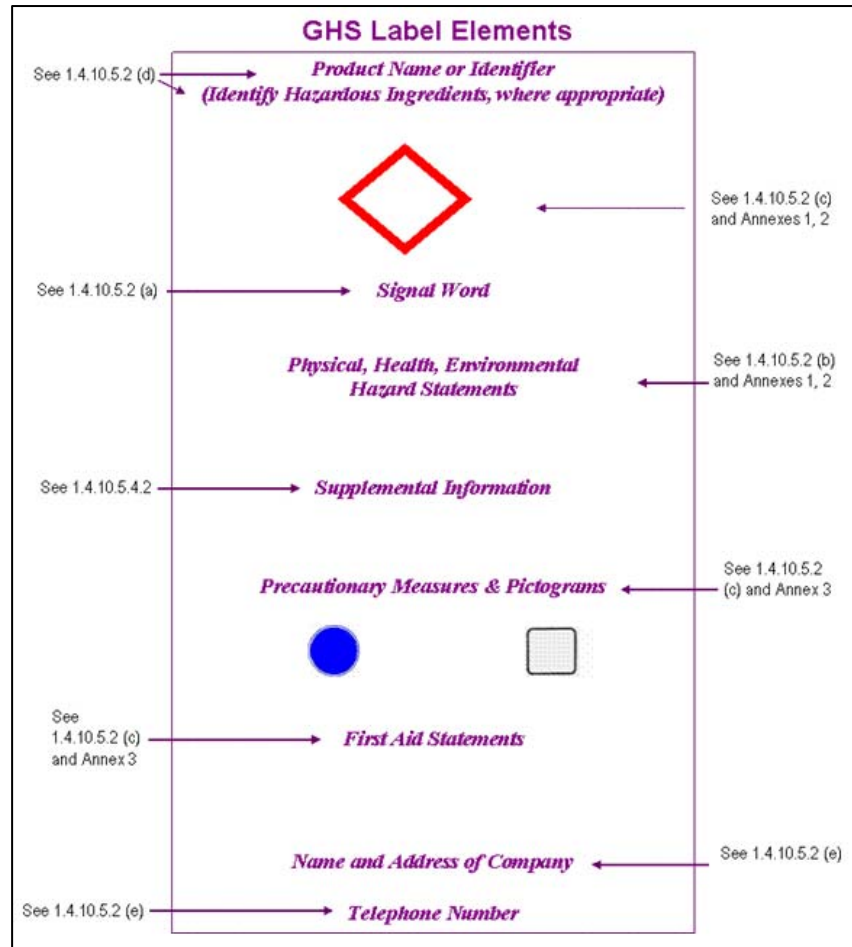 GHS Label Elements
See 1.4.10.5.2 (d)
Product Name or Identifier
(Identify Hazardous Ingredients, where appropriate)
See 1.4.10.5.2 (c)
and Annexes 1, 2
See 1.4.10.5.2 (a)
Signal Word
Physical, Health, Environmental
Hazard Statements
See 1.4.10.5.2 (b)
and Annexes 1, 2
See 1.4.10.5.4.2
Supplemental Information
Precautionary Measures & Pictograms
See 1.4.10.5.2
(c) and Annex 3
See
1.4.10.5.2 (c)
and Annex 3
First Aid Statements
Name and Address of Company
See 1.4.10.5.2 (e)
See 1.4.10.5.2 (e)
Telephone Number